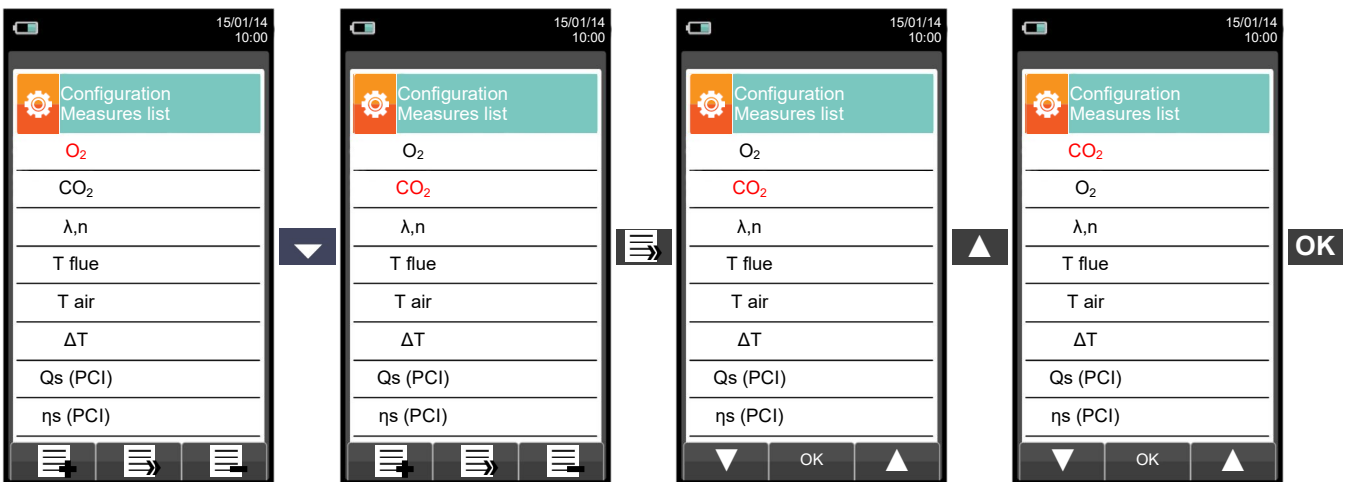 15/01/14
10:00
Configuration
Measures list
O₂
CO₂
λ,n
T flue
T air
ΔT
Qs (PCI)
ηs (PCI)
15/01/14
10:00
Configuration
Measures list
O₂
CO₂
λ,n
T flue
T air
ΔT
Qs (PCI)
ηs (PCI)
15/01/14
10:00
Configuration
Measures list
O₂
CO₂
λ,n
T flue
T air
ΔT
Qs (PCI)
ηs (PCI)
OK
15/01/14
10:00
Configuration
Measures list
CO₂
O₂
λ,n
T flue
T air
ΔT
Qs (PCI)
ηs (PCI)
OK
OK